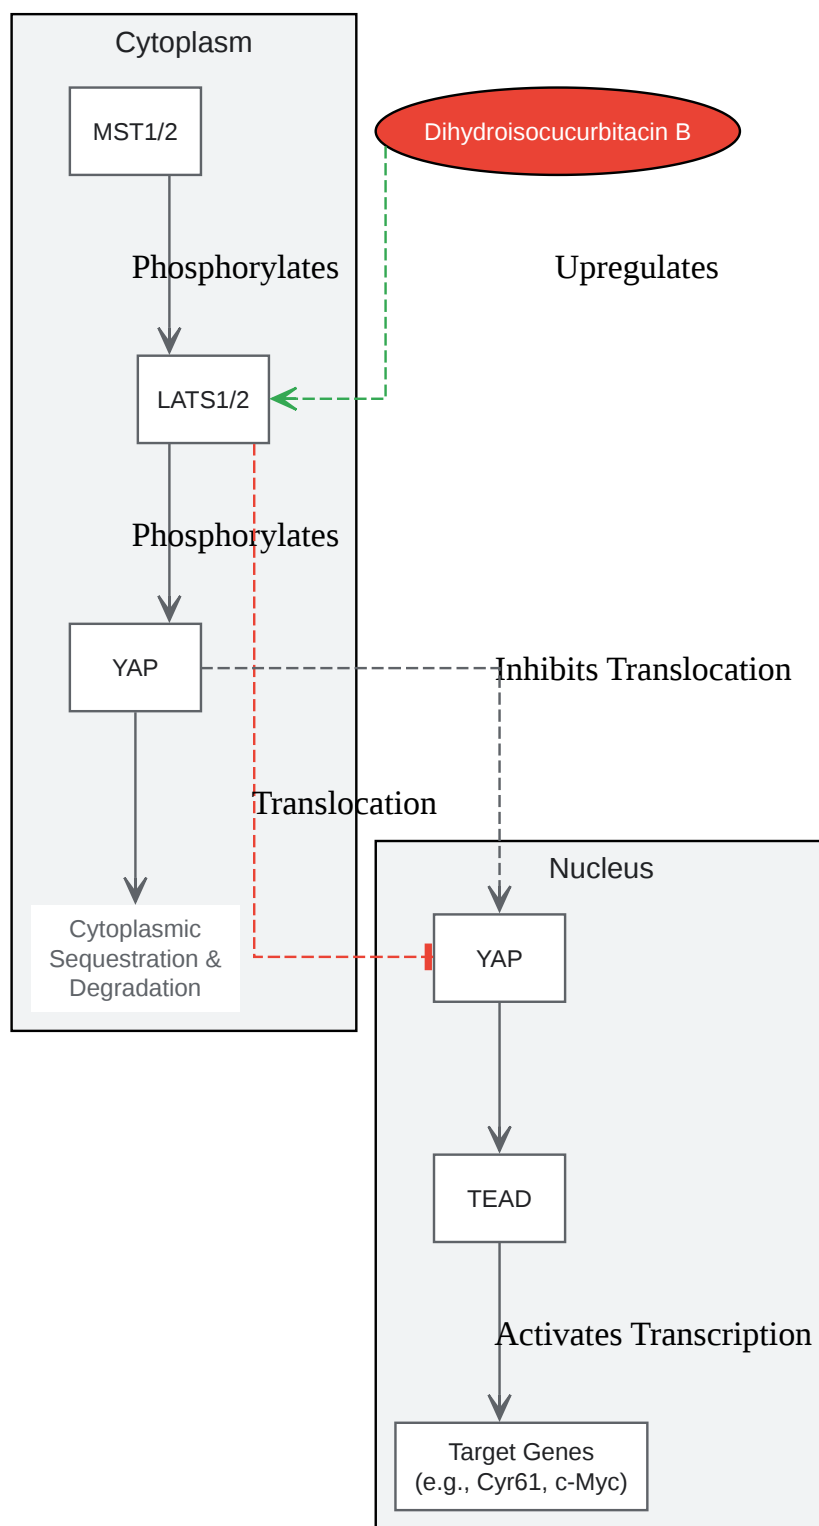 Cytoplasm
MST1/2
Dihydroisocucurbitacin B
Phosphorylates
Upregulates
LATS1/2
Phosphorylates
YAP
Inhibits Translocation
Translocation
Nucleus
Cytoplasmic
Sequestration &
Degradation
YAP
TEAD
Activates Transcription
Target Genes
(e.g., Cyr61, c-Myc)